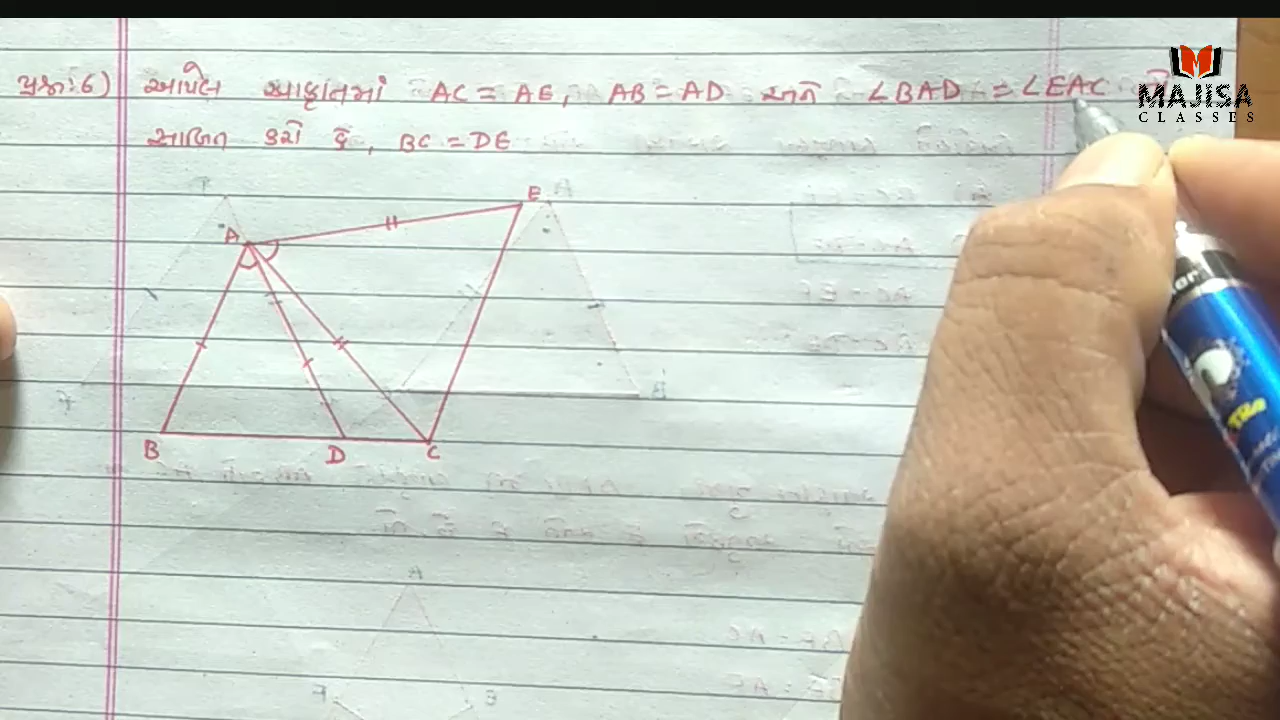 પ્રશ્ન:6) આપેલ આકૃતિમાં AC = AE, AB = AD અને ∠BAD = ∠EAC
સાબિત કરો કે, BC = DE
E
A
B
D
C
MAJISA
CLASSES